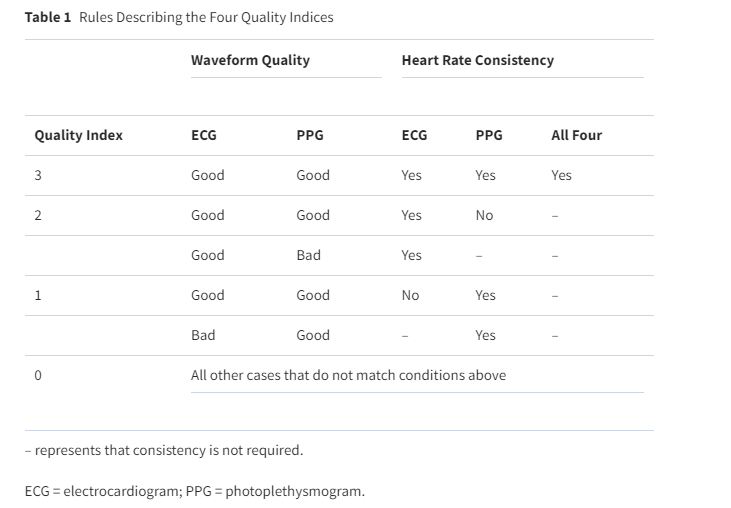 Table 1 Rules Describing the Four Quality Indices
Waveform Quality Heart Rate Consistency
Quality Index ECG PPG ECG PPG All Four
3 Good Good Yes Yes Yes
2 Good Good Yes No –
Good Bad Yes – –
1 Good Good No Yes –
Bad Good – Yes –
0 All other cases that do not match conditions above
– represents that consistency is not required.
ECG = electrocardiogram; PPG = photoplethysmogram.